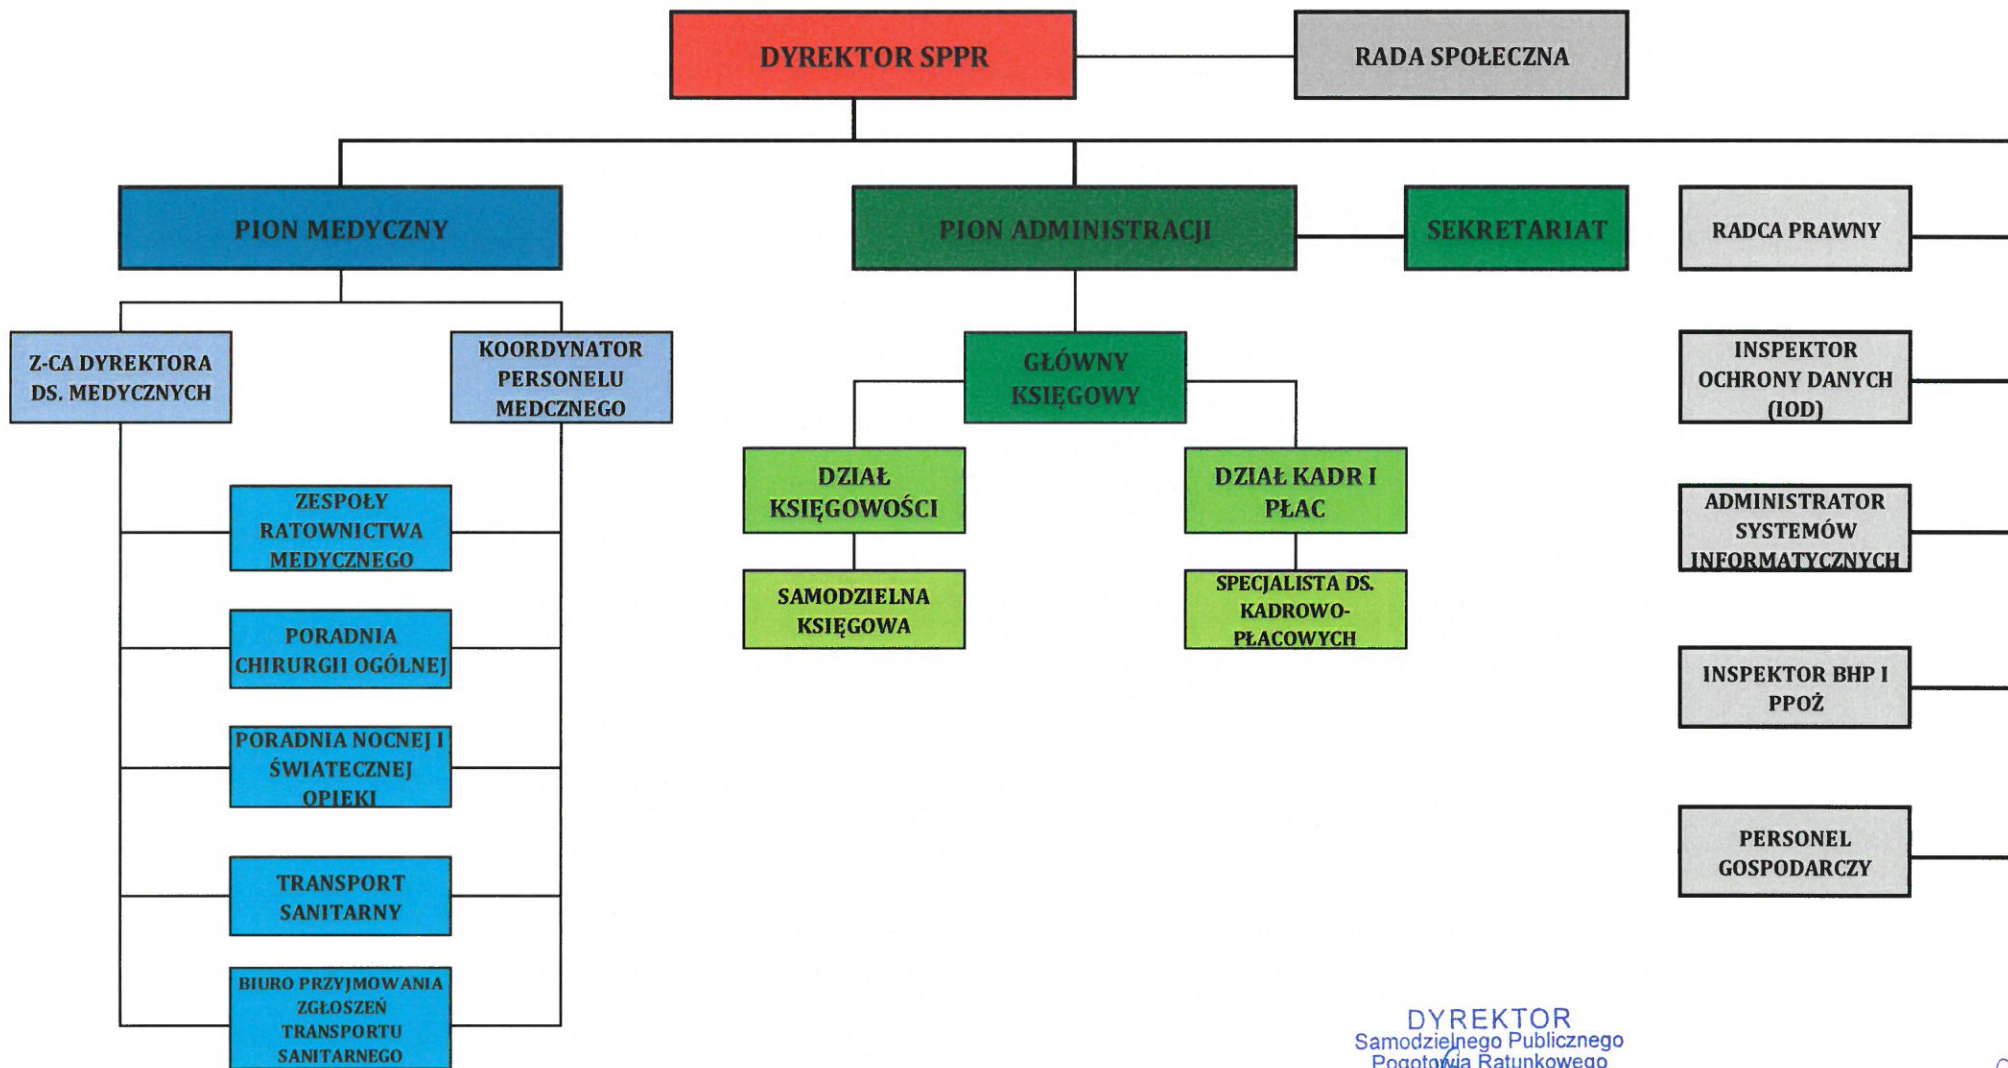 DYREKTOR SPPR
RADA SPOŁECZNA
PION MEDYCZNY
PION ADMINISTRACJI
SEKRETARIAT
RADCA PRAWNY
Z-CA DYREKTORA
DS. MEDYCZNYCH
KOORDYNATOR
PERSONELU
MEDCZNEGO
GŁÓWNY
KSIĘGOWY
INSPEKTOR
OCHRONY DANYCH
(IOD)
DZIAŁ
KSIĘGOWOŚCI
DZIAŁ KADR I
PŁAC
ZESPOŁY
RATOWNICTWA
MEDYCZNEGO
ADMINISTRATOR
SYSTEMÓW
INFORMATYCZNYCH
SAMODZIELNA
KSIĘGOWA
SPECJALISTA DS.
KADROWO-
PŁACOWYCH
PORADNIA
CHIRURGII OGÓLNEJ
INSPEKTOR BHP I
PPOŻ
PORADNIA NOCNEJ I
ŚWIATECZNEJ
OPIEKI
PERSONEL
GOSPODARCZY
TRANSPORT
SANITARNY
BIURO PRZYJMOWANIA
ZGŁOSZEŃ
TRANSPORTU
SANITARNEGO
DYREKTOR
Samodzielnego Publicznego
Pogotowia Ratunkowego